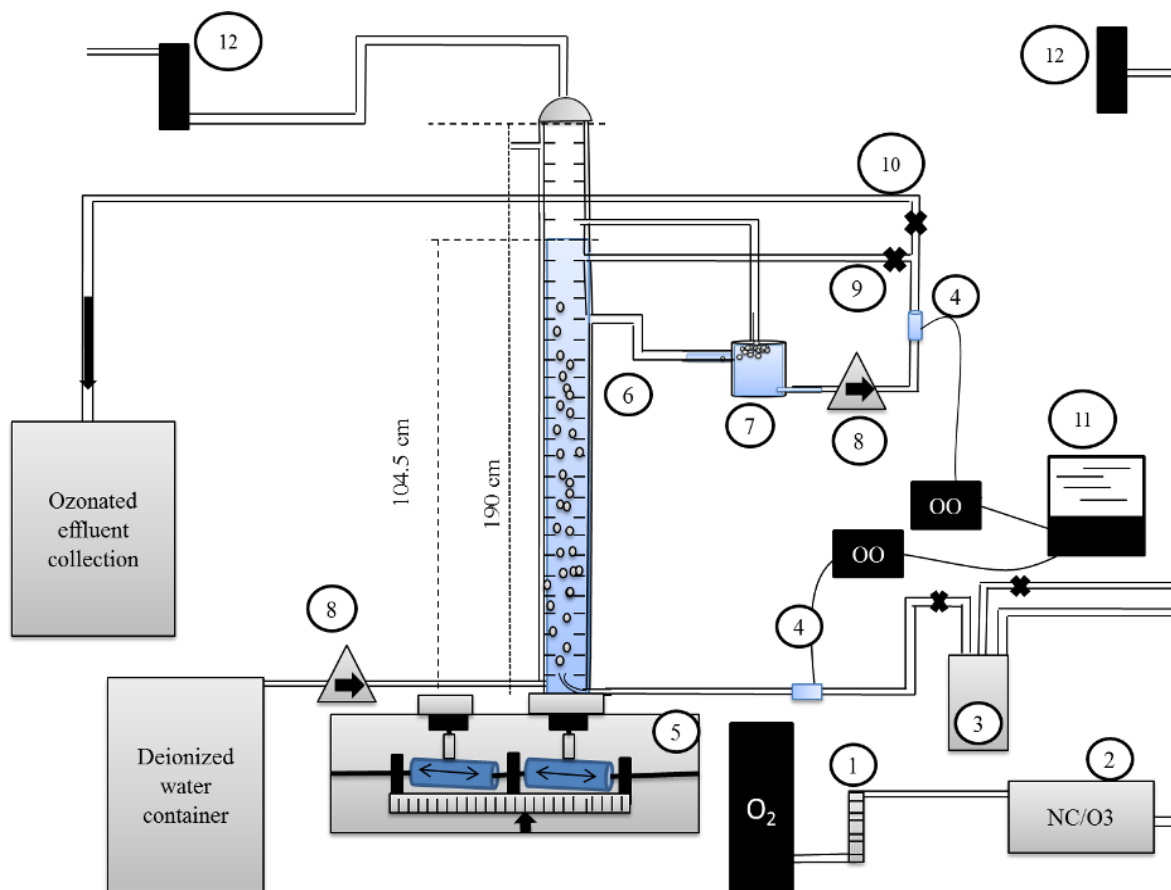 12
12
10
9
4
6
7
8
11
104.5 cm
190 cm
OO
OO
Ozonated
effluent
collection
8
4
5
3
Deionized
water
container
1
2
O₂
NC/O3